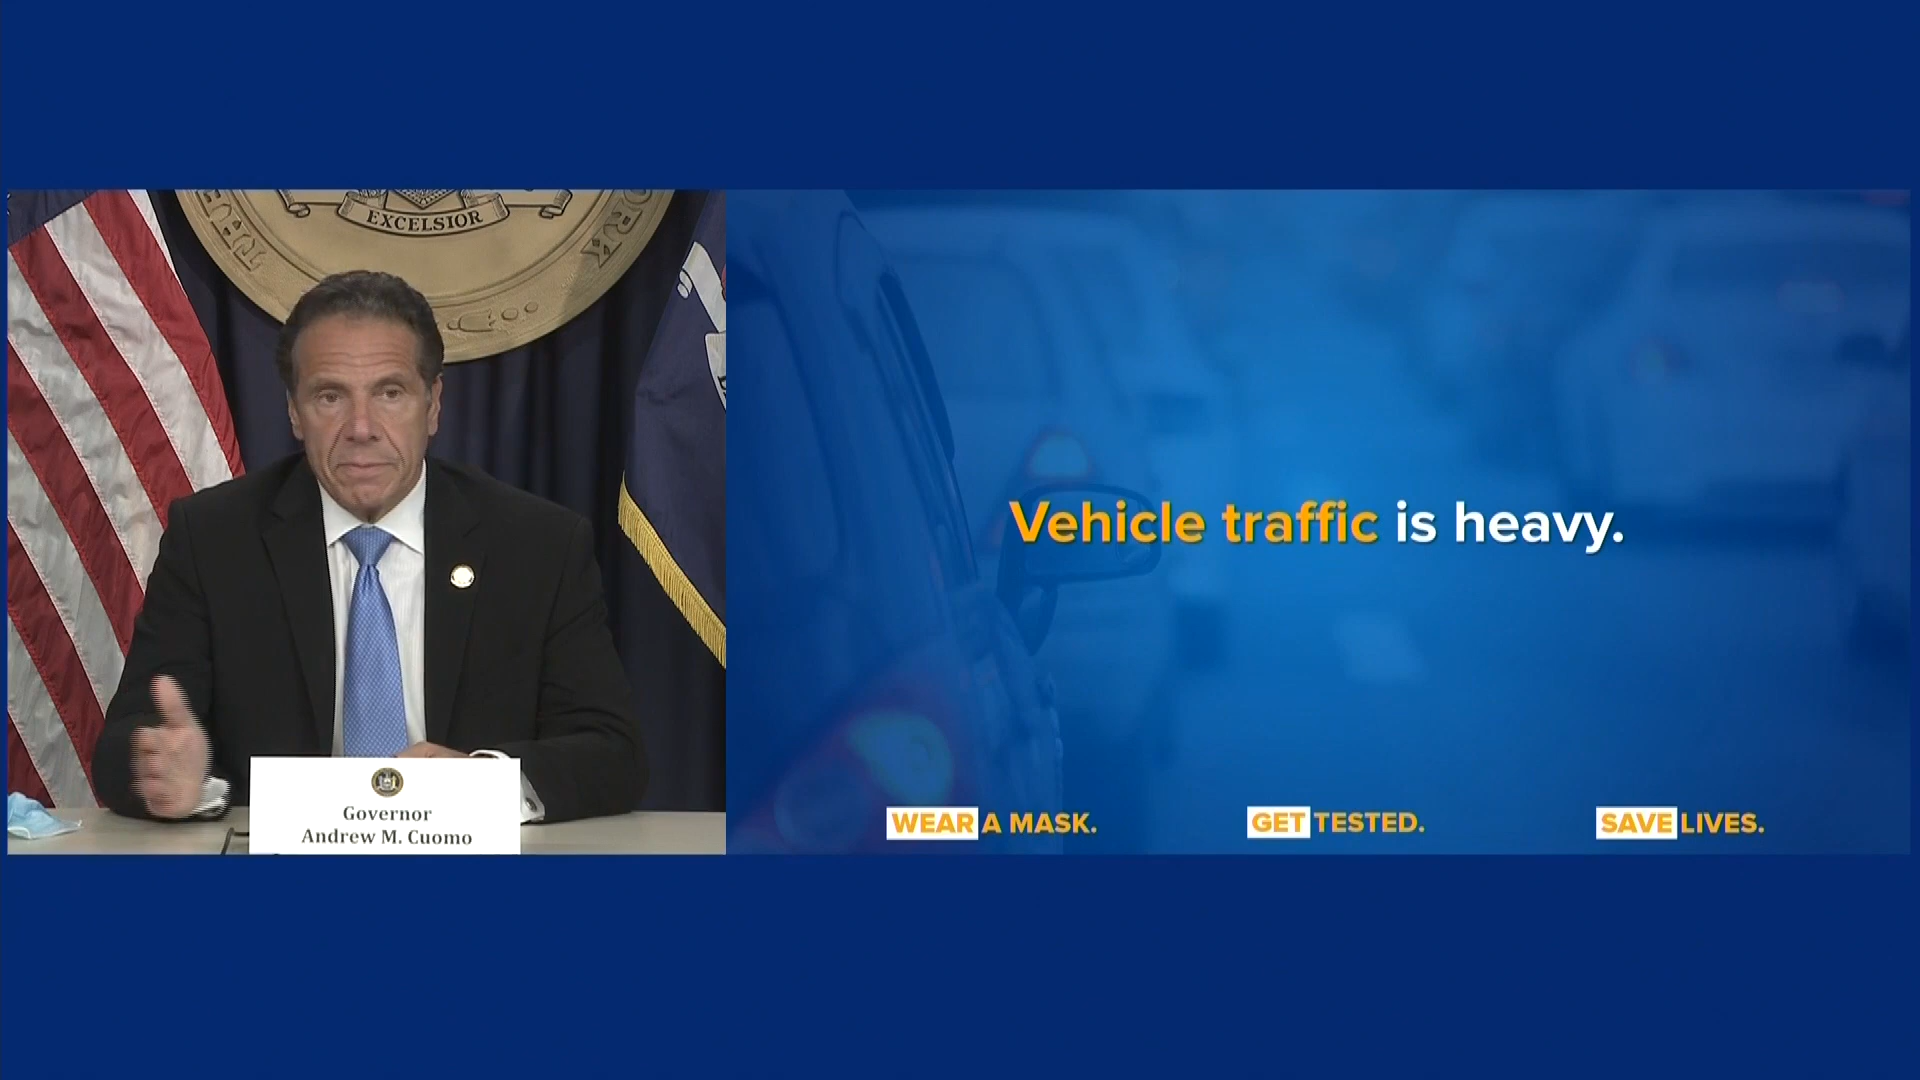 EXCELSIOR
Governor
Andrew M. Cuomo
Vehicle traffic is heavy.
WEAR A MASK.
GET TESTED.
SAVE LIVES.